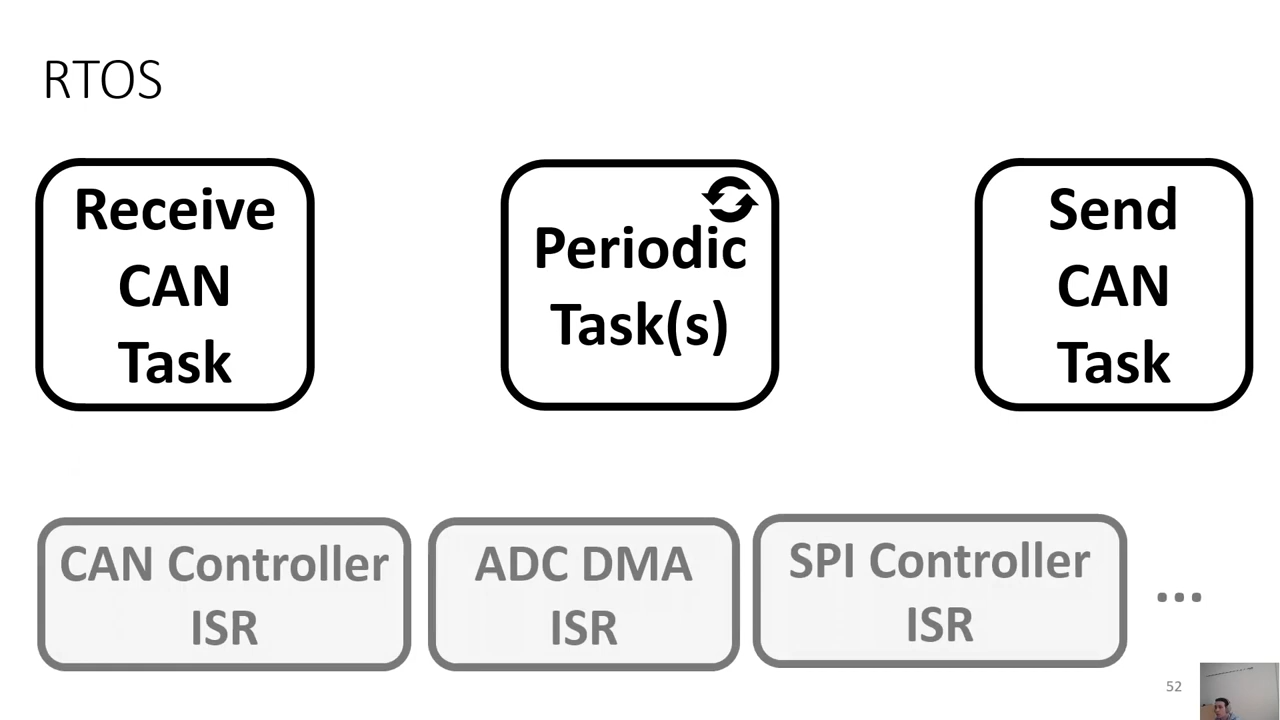 RTOS
Receive
CAN
Task
Periodic
Task(s)
Send
CAN
Task
CAN Controller
ISR
ADC DMA
ISR
SPI Controller
ISR
...
52